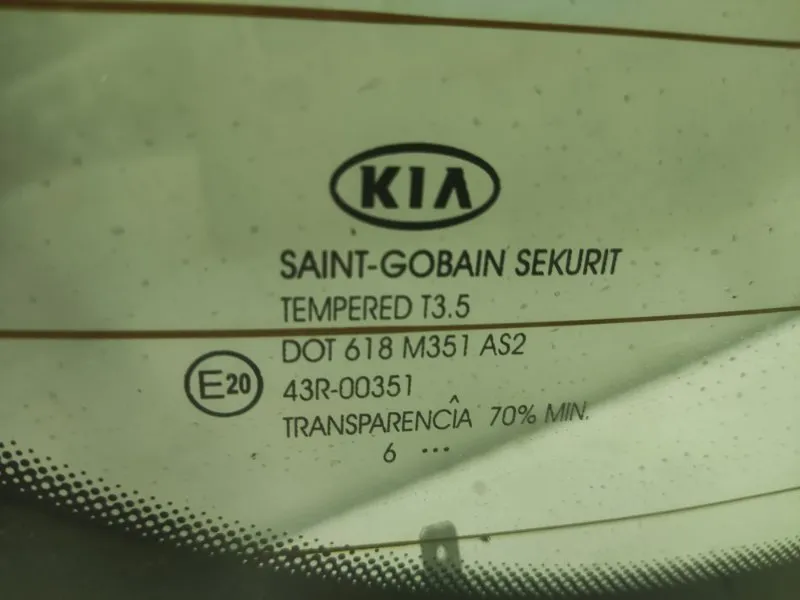 KIA
SAINT-GOBAIN SEKURIT
TEMPERED T3.5
DOT 618 M351 AS2
E20 43R-00351
TRANSPARENCÎA 70% MIN.
6 ...